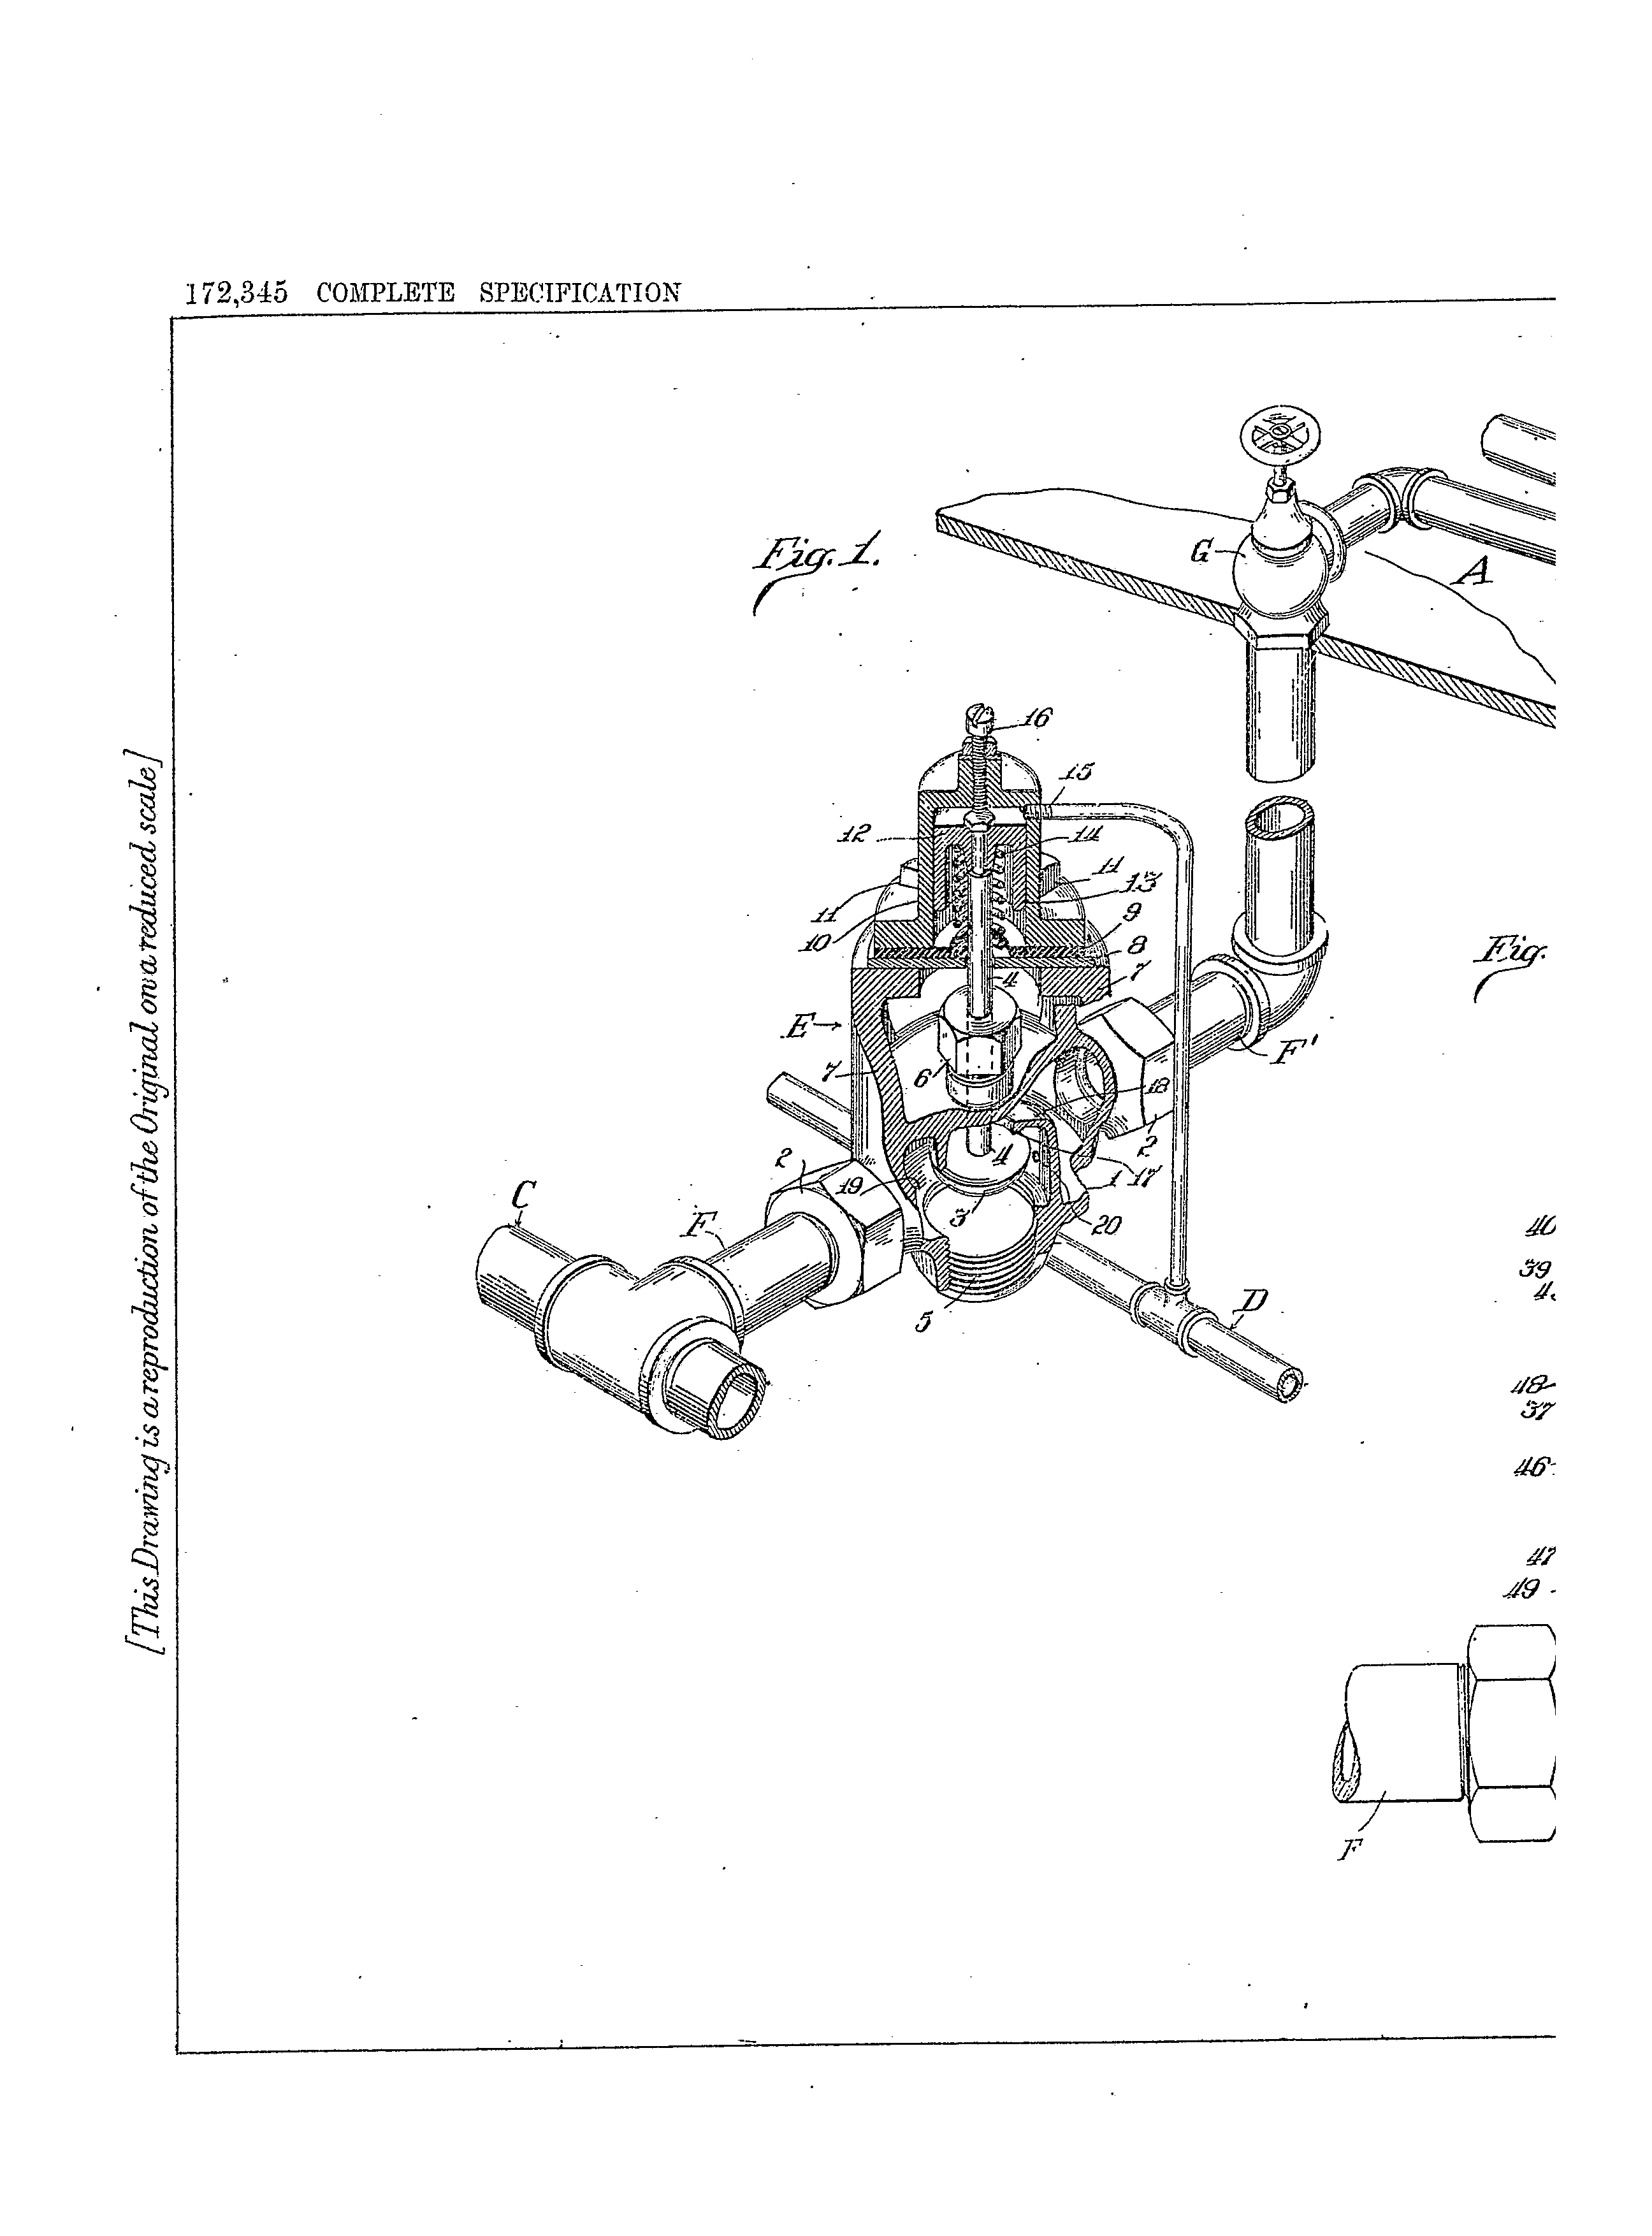 172,345 COMPLETE SPECIFICATION
[This Drawing is a reproduction of the Original on a reduced scale]
Fig. 1.
G
A
16
15
12
14
11
13
11
10
9
8
7
4
E
F'
7
6
18
2
2
4
17
1
19
C
3
20
F
5
D
Fig.
40
39
48
37
46
47
49
F